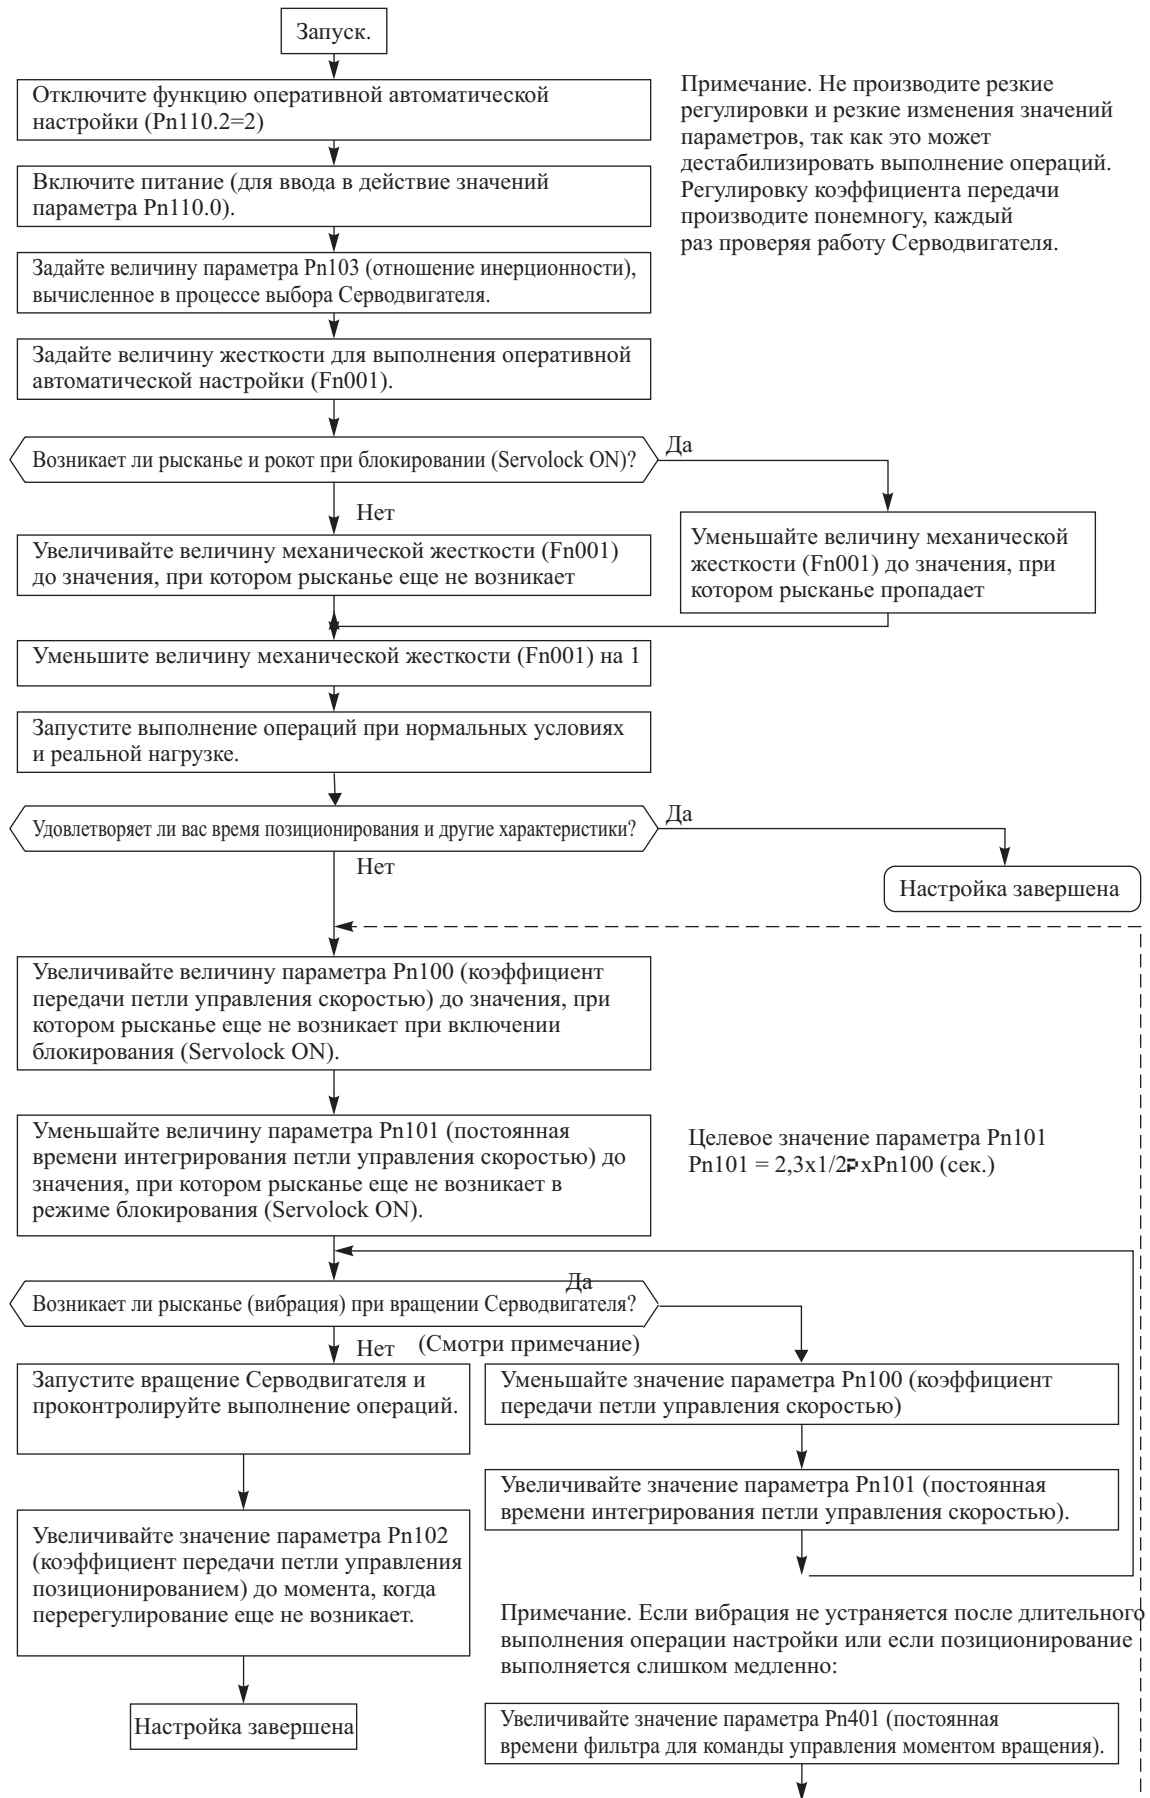 Запуск.
Отключите функцию оперативной автоматической
настройки (Pn110.2=2)
Примечание. Не производите резкие
регулировки и резкие изменения значений
параметров, так как это может
дестабилизировать выполнение операций.
Регулировку коэффициента передачи
производите понемногу, каждый
раз проверяя работу Серводвигателя.
Включите питание (для ввода в действие значений
параметра Pn110.0).
Задайте величину параметра Pn103 (отношение инерционности),
вычисленное в процессе выбора Серводвигателя.
Задайте величину жесткости для выполнения оперативной
автоматической настройки (Fn001).
Возникает ли рысканье и рокот при блокировании (Servolock ON)?
Да
Нет
Увеличивайте величину механической жесткости (Fn001)
до значения, при котором рысканье еще не возникает
Уменьшайте величину механической
жесткости (Fn001) до значения, при
котором рысканье пропадает
Уменьшите величину механической жесткости (Fn001) на 1
Запустите выполнение операций при нормальных условиях
и реальной нагрузке.
Удовлетворяет ли вас время позиционирования и другие характеристики?
Да
Нет
Настройка завершена
Увеличивайте величину параметра Pn100 (коэффициент
передачи петли управления скоростью) до значения, при
котором рысканье еще не возникает при включении
блокирования (Servolock ON).
Уменьшайте величину параметра Pn101 (постоянная
времени интегрирования петли управления скоростью) до
значения, при котором рысканье еще не возникает в
режиме блокирования (Servolock ON).
Целевое значение параметра Pn101
Pn101 = 2,3x1/2 xPn100 (сек.)
Да
Возникает ли рысканье (вибрация) при вращении Серводвигателя?
Нет
(Смотри примечание)
Запустите вращение Серводвигателя и
проконтролируйте выполнение операций.
Уменьшайте значение параметра Pn100 (коэффициент
передачи петли управления скоростью)
Увеличивайте значение параметра Pn101 (постоянная
времени интегрирования петли управления скоростью).
Увеличивайте значение параметра Pn102
(коэффициент передачи петли управления
позиционированием) до момента, когда
перерегулирование еще не возникает.
Примечание. Если вибрация не устраняется после длительного
выполнения операции настройки или если позиционирование
выполняется слишком медленно:
Настройка завершена
Увеличивайте значение параметра Pn401 (постоянная
времени фильтра для команды управления моментом вращения).